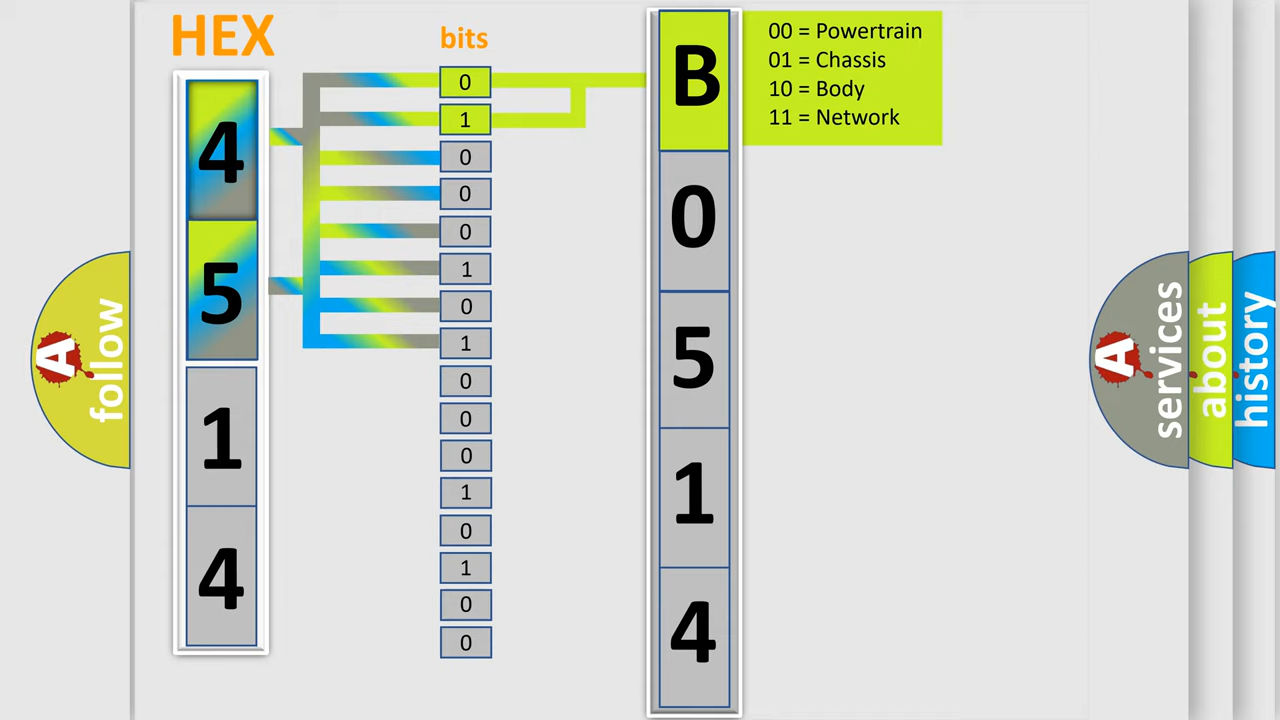 HEX
bits
4
5
1
4
0
1
0
0
0
1
0
1
0
0
0
1
0
1
0
0
B
0
5
1
4
00 = Powertrain
01 = Chassis
10 = Body
11 = Network
A
follow
A
services
about
history